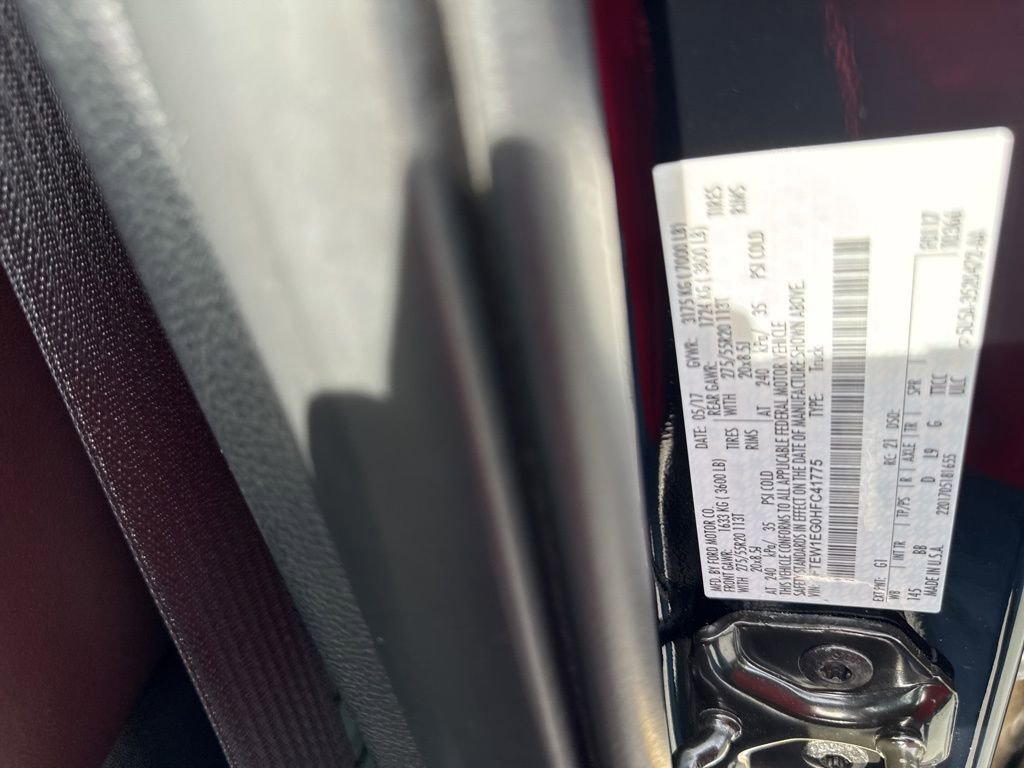 MFD. BY FORD MOTOR CO.
DATE: 05/17 GVWR: 3175 KG ( 7000 LB)
FRONT GAWR: 1633 KG ( 3600 LB) REAR GAWR: 1724 KG ( 3600 LB)
WITH 275/55R20 113T TIRES WITH 275/55R20 113T TIRES
20x8.5J RIMS 20x8.5J RIMS
AT 240 kPa/ 35 PSI COLD AT 240 kPa/ 35 PSI COLD
THIS VEHICLE CONFORMS TO ALL APPLICABLE FEDERAL MOTOR VEHICLE
SAFETY STANDARDS IN EFFECT ON THE DATE OF MANUFACTURE SHOWN ABOVE.
VIN: TEW1EG0HFC41775 TYPE: Truck
EXT PNT: G1 RC: 21 DSO:
WB INT TR TP/PS R AXLE TR SPR
145 BB D L9 G TTCC
MADE IN U.S.A. ULC